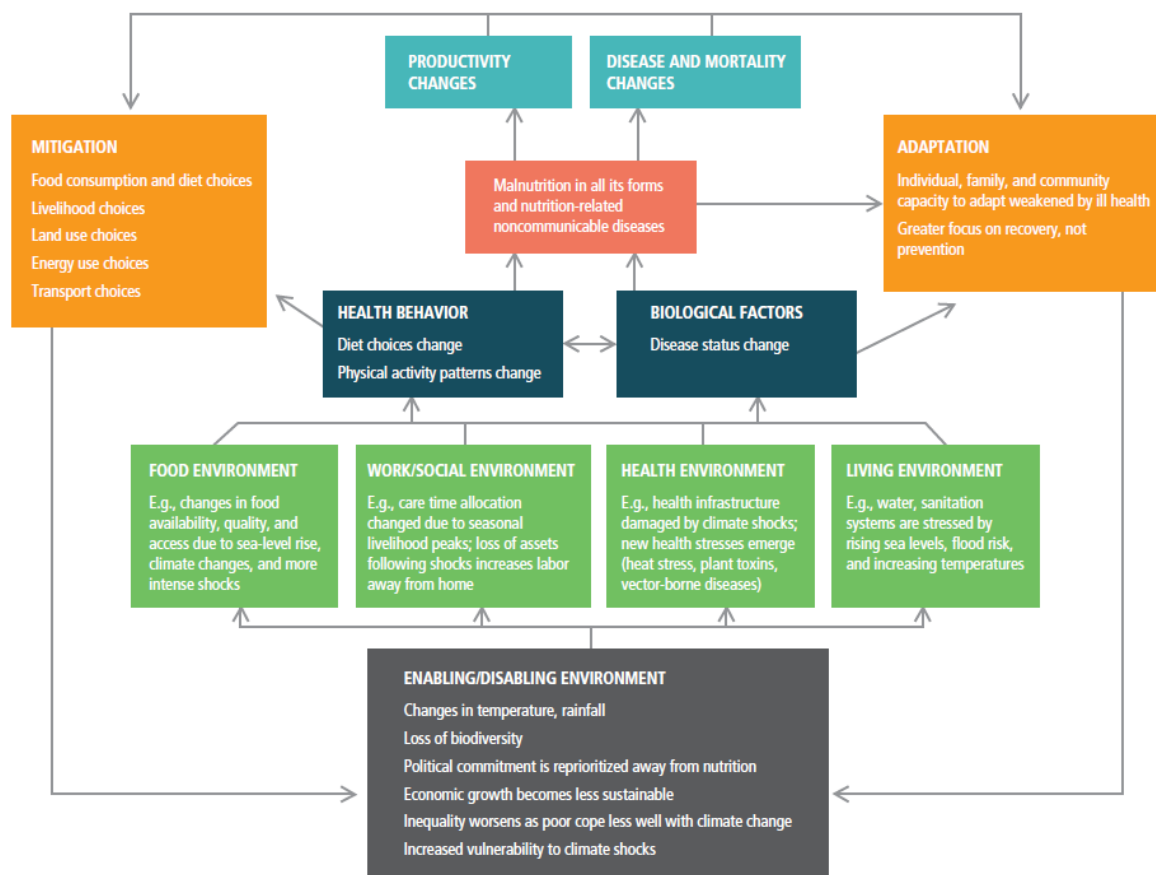 PRODUCTIVITY
CHANGES
DISEASE AND MORTALITY
CHANGES
MITIGATION
Food consumption and diet choices
Livelihood choices
Land use choices
Energy use choices
Transport choices
Malnutrition in all its forms
and nutrition-related
noncommunicable diseases
ADAPTATION
Individual, family, and community
capacity to adapt weakened by ill health
Greater focus on recovery, not
prevention
HEALTH BEHAVIOR
Diet choices change
Physical activity patterns change
BIOLOGICAL FACTORS
Disease status change
FOOD ENVIRONMENT
E.g., changes in food
availability, quality, and
access due to sea-level rise,
climate changes, and more
intense shocks
WORK/SOCIAL ENVIRONMENT
E.g., care time allocation
changed due to seasonal
livelihood peaks; loss of assets
following shocks increases labor
away from home
HEALTH ENVIRONMENT
E.g., health infrastructure
damaged by climate shocks;
new health stresses emerge
(heat stress, plant toxins,
vector-borne diseases)
LIVING ENVIRONMENT
E.g., water, sanitation
systems are stressed by
rising sea levels, flood risk,
and increasing temperatures
ENABLING/DISABLING ENVIRONMENT
Changes in temperature, rainfall
Loss of biodiversity
Political commitment is reprioritized away from nutrition
Economic growth becomes less sustainable
Inequality worsens as poor cope less well with climate change
Increased vulnerability to climate shocks